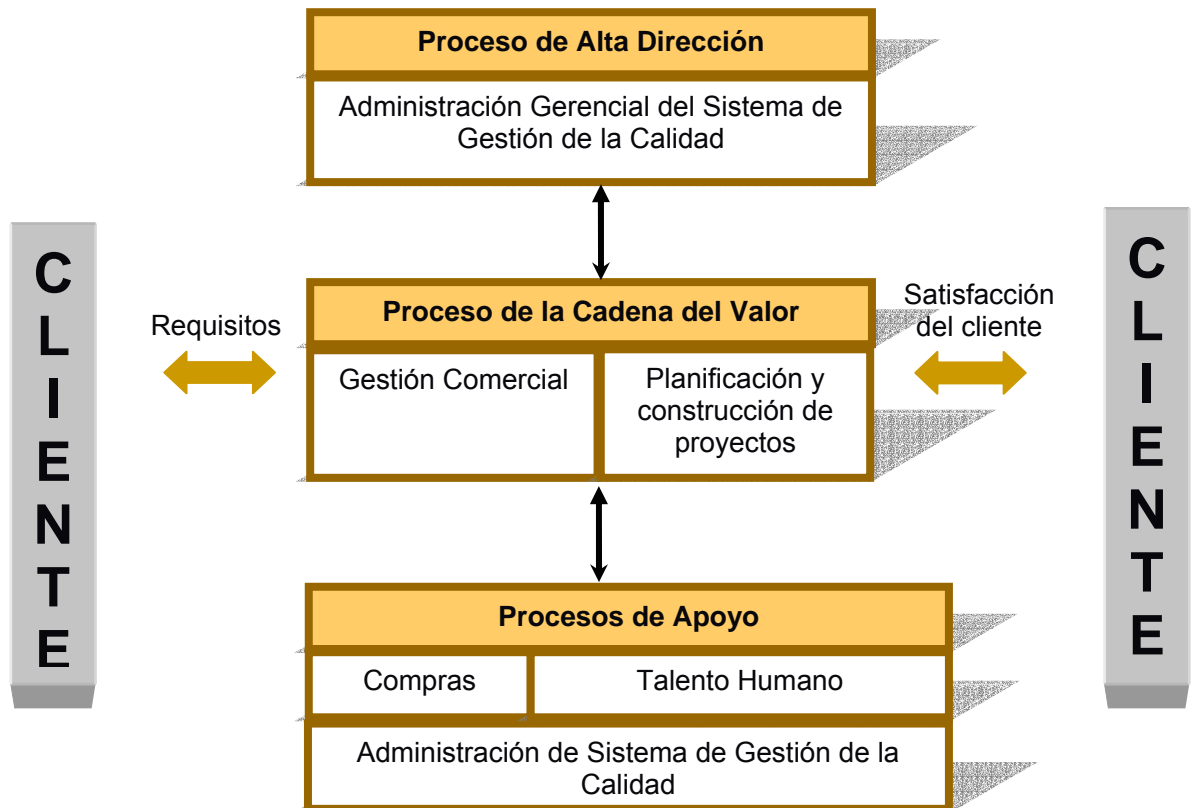 Proceso de Alta Dirección
Administración Gerencial del Sistema de
Gestión de la Calidad
CLIENTE
Requisitos
Proceso de la Cadena del Valor
Gestión Comercial
Planificación y
construcción de
proyectos
Satisfacción
del cliente
CLIENTE
Procesos de Apoyo
Compras
Talento Humano
Administración de Sistema de Gestión de la
Calidad